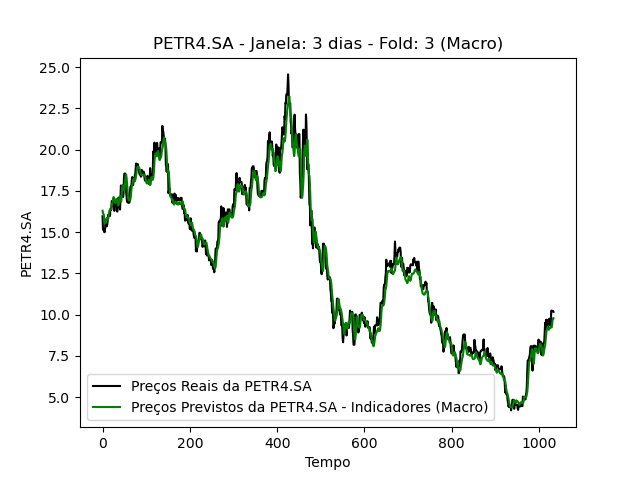 PETR4.SA - Janela: 3 dias - Fold: 3 (Macro)
25.0
22.5
20.0
17.5
15.0
12.5
10.0
7.5
5.0
PETR4.SA
Preços Reais da PETR4.SA
Preços Previstos da PETR4.SA - Indicadores (Macro)
0 200 400 600 800 1000
Tempo